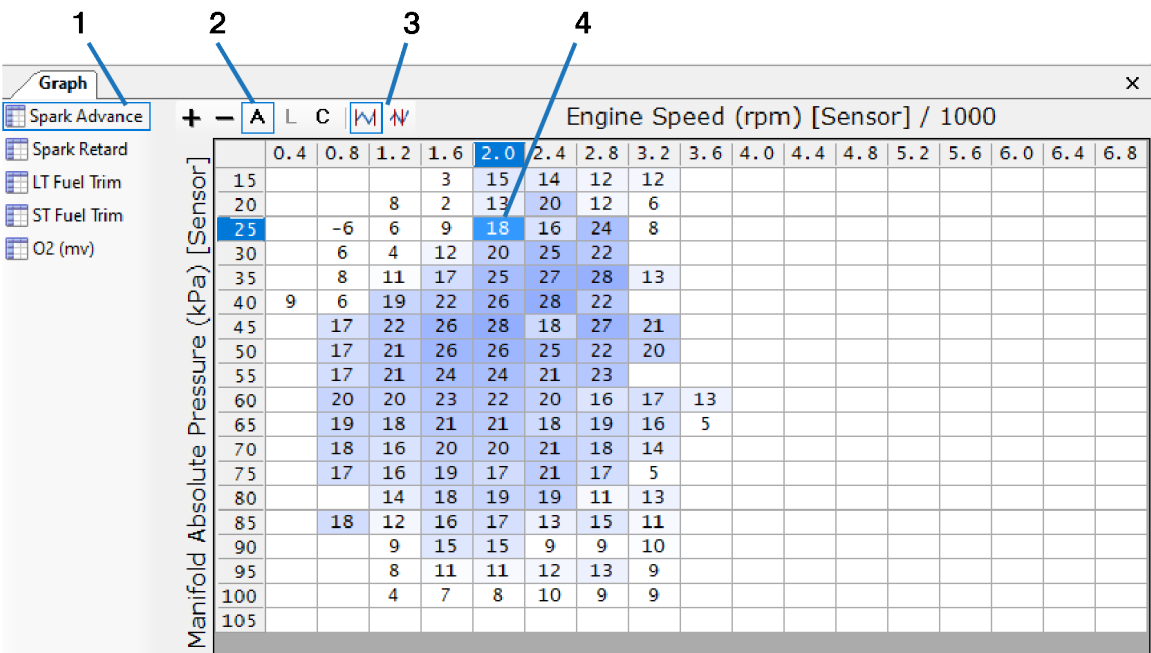 1 2 3 4
Graph ×
Spark Advance
Spark Retard
LT Fuel Trim
ST Fuel Trim
O2 (mv)
+ − A L C
Engine Speed (rpm) [Sensor] / 1000
Manifold Absolute Pressure (kPa) [Sensor]
0.4 0.8 1.2 1.6 2.0 2.4 2.8 3.2 3.6 4.0 4.4 4.8 5.2 5.6 6.0 6.4 6.8
15 3 15 14 12 12
20 8 2 13 20 12 6
25 -6 6 9 18 16 24 8
30 6 4 12 20 25 22
35 8 11 17 25 27 28 13
40 9 6 19 22 26 28 22
45 17 22 26 28 18 27 21
50 17 21 26 26 25 22 20
55 17 21 24 24 21 23
60 20 20 23 22 20 16 17 13
65 19 18 21 21 18 19 16 5
70 18 16 20 20 21 18 14
75 17 16 19 17 21 17 5
80 14 18 19 19 11 13
85 18 12 16 17 13 15 11
90 9 15 15 9 9 10
95 8 11 11 12 13 9
100 4 7 8 10 9 9
105